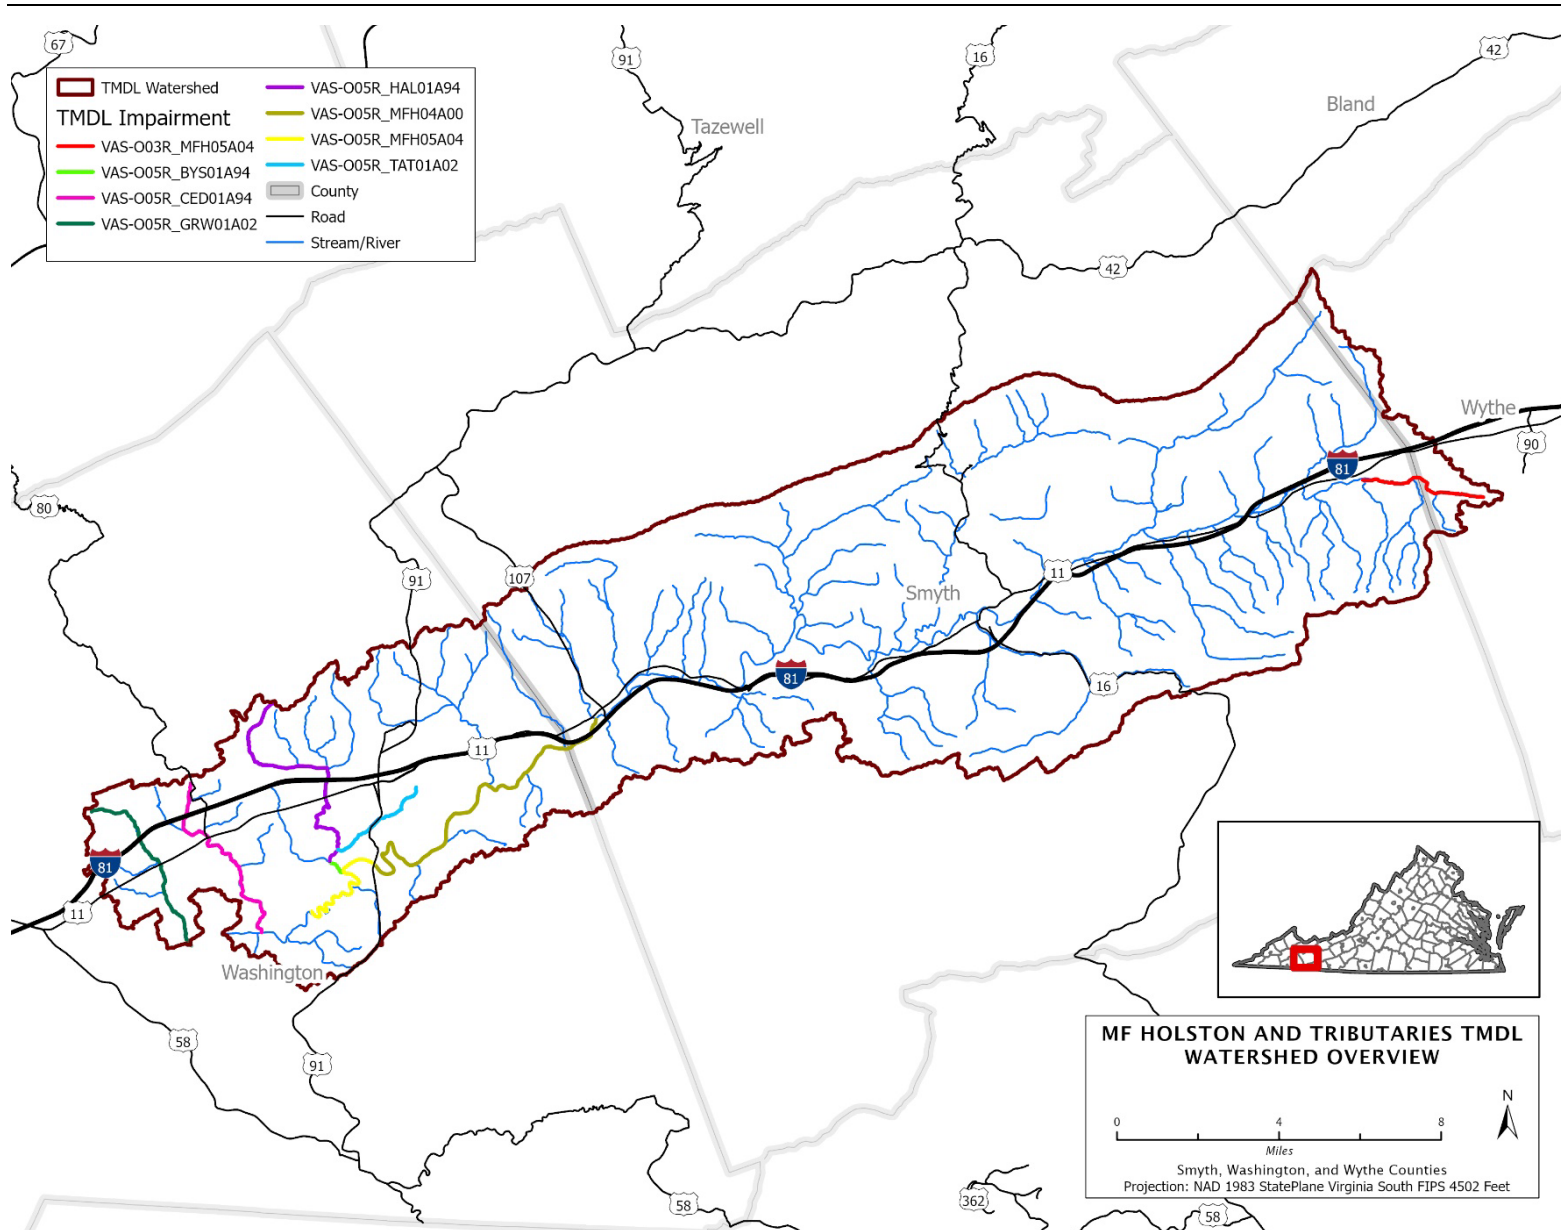 67
91
16
42
TMDL Watershed
TMDL Impairment
VAS-O03R_MFH05A04
VAS-O05R_BYS01A94
VAS-O05R_CED01A94
VAS-O05R_GRW01A02
VAS-O05R_HAL01A94
VAS-O05R_MFH04A00
VAS-O05R_MFH05A04
VAS-O05R_TAT01A02
County
Road
Stream/River
Bland
Tazewell
42
Wythe
90
81
80
91
107
11
Smyth
81
16
11
81
11
Washington
58
91
MF HOLSTON AND TRIBUTARIES TMDL
WATERSHED OVERVIEW
N
0 4 8
Miles
Smyth, Washington, and Wythe Counties
Projection: NAD 1983 StatePlane Virginia South FIPS 4502 Feet
58
362
58